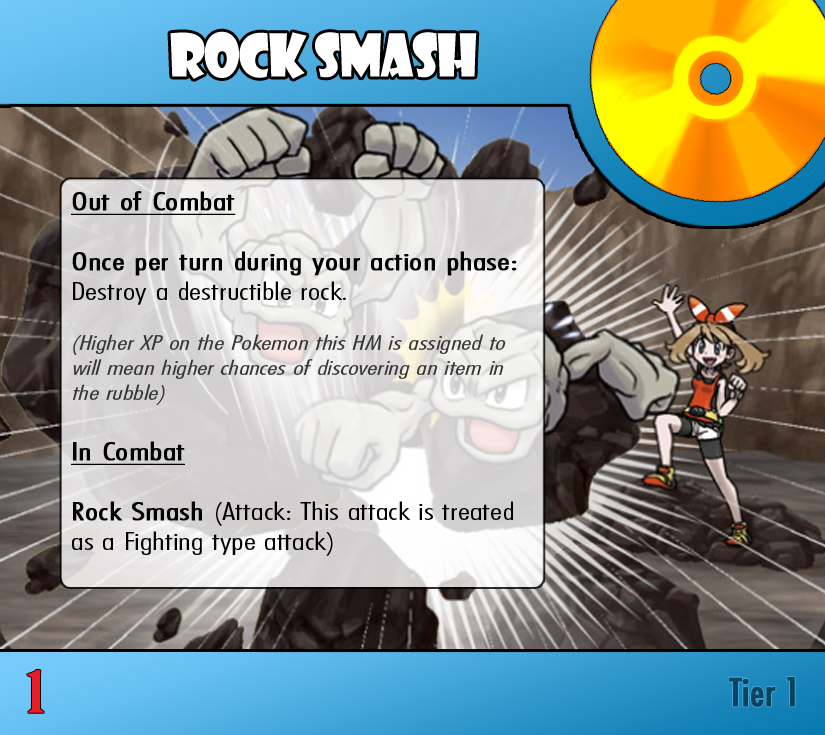 ROCK SMASH
Out of Combat
Once per turn during your action phase:
Destroy a destructible rock.
(Higher XP on the Pokemon this HM is assigned to
will mean higher chances of discovering an item in
the rubble)
In Combat
Rock Smash (Attack: This attack is treated
as a Fighting type attack)
1
Tier 1